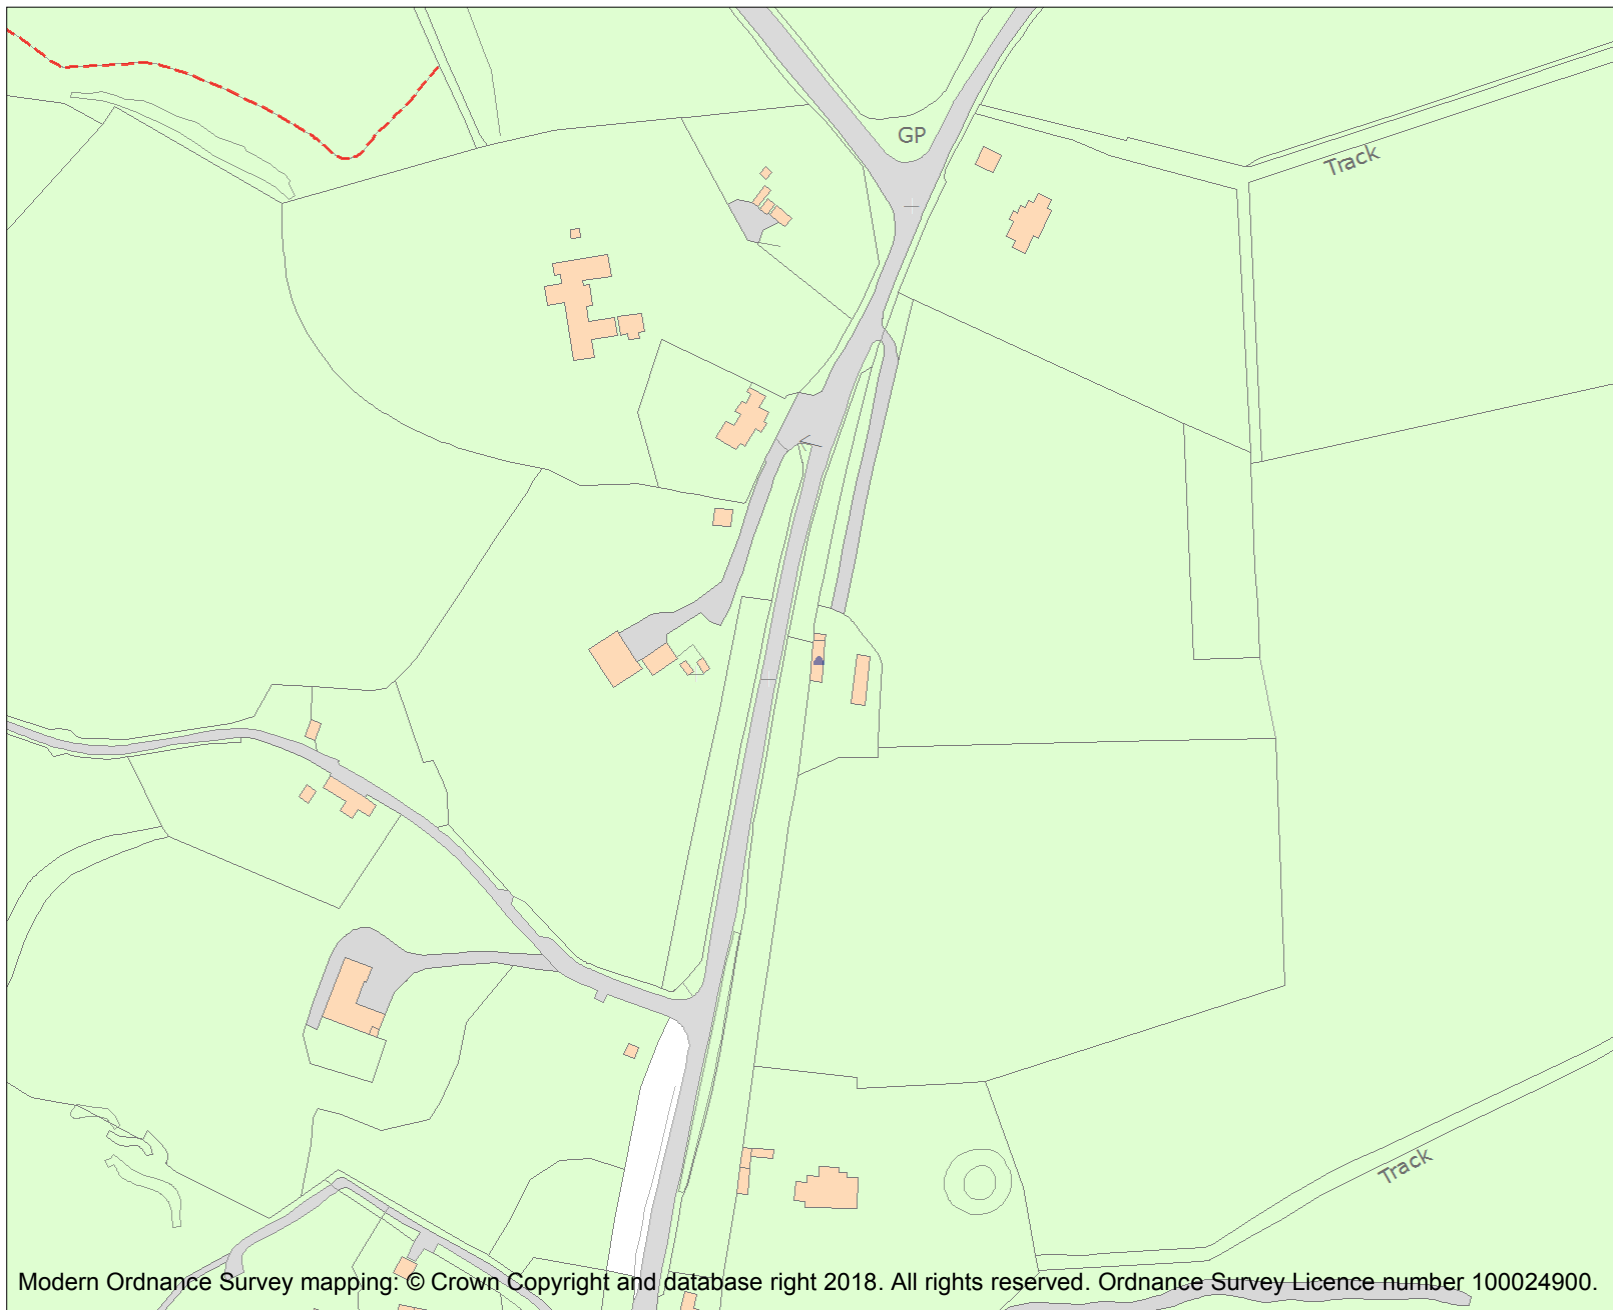 GP
Track
Track
Modern Ordnance Survey mapping: © Crown Copyright and database right 2018. All rights reserved. Ordnance Survey Licence number 100024900.